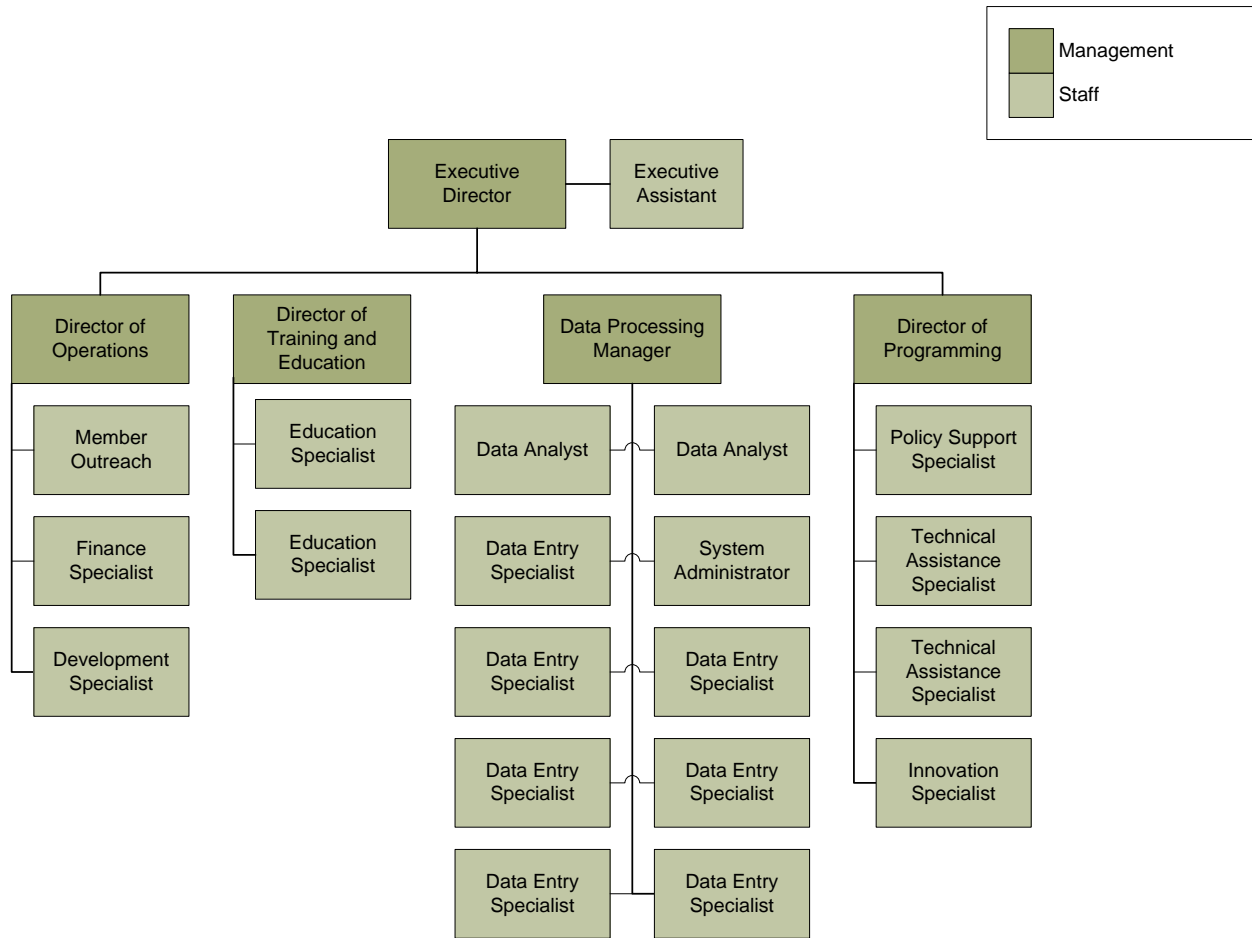 Management
Staff
Executive
Director
Executive
Assistant
Director of
Operations
Director of
Training and
Education
Data Processing
Manager
Director of
Programming
Member
Outreach
Finance
Specialist
Development
Specialist
Education
Specialist
Education
Specialist
Data Analyst
Data Analyst
Data Entry
Specialist
System
Administrator
Data Entry
Specialist
Data Entry
Specialist
Data Entry
Specialist
Data Entry
Specialist
Data Entry
Specialist
Data Entry
Specialist
Policy Support
Specialist
Technical
Assistance
Specialist
Technical
Assistance
Specialist
Innovation
Specialist